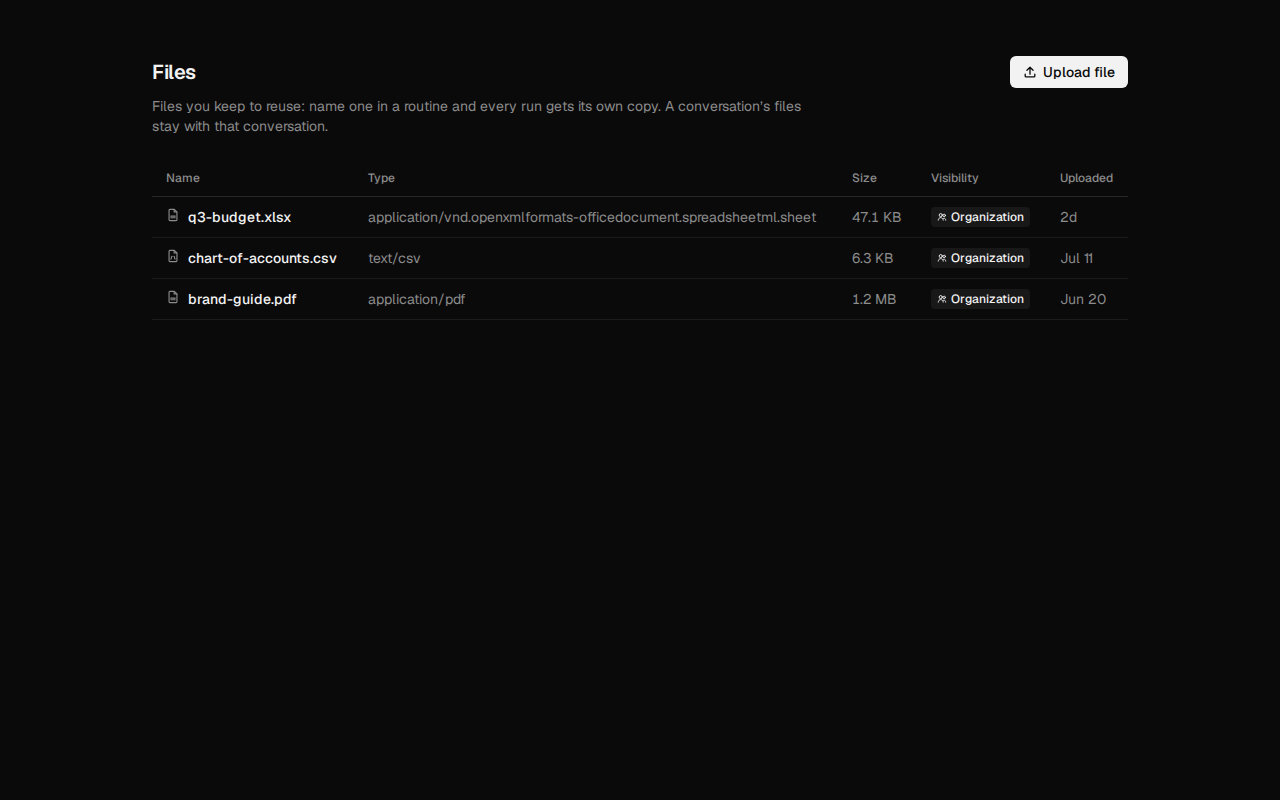 Files
Upload file
Files you keep to reuse: name one in a routine and every run gets its own copy. A conversation's files
stay with that conversation.
Name Type Size Visibility Uploaded
q3-budget.xlsx application/vnd.openxmlformats-officedocument.spreadsheetml.sheet 47.1 KB Organization 2d
chart-of-accounts.csv text/csv 6.3 KB Organization Jul 11
brand-guide.pdf application/pdf 1.2 MB Organization Jun 20